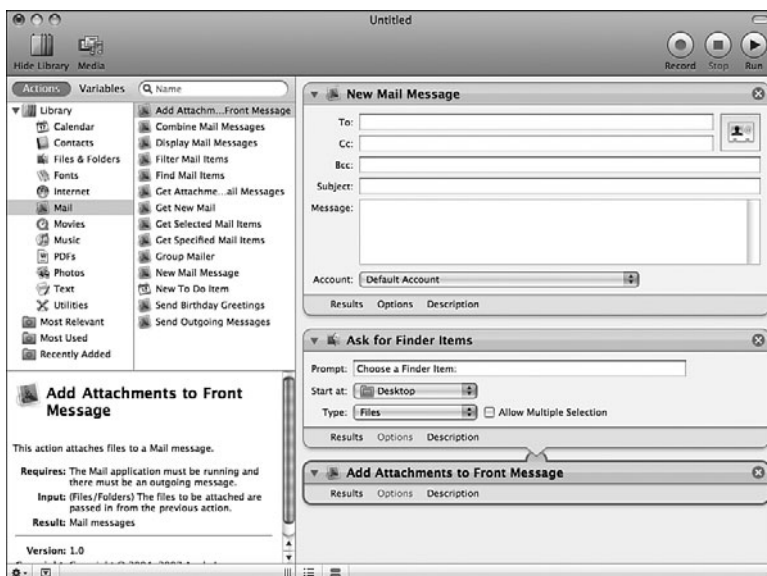 Untitled
Hide Library Media
Record Stop Run
Actions Variables Name
Library
Calendar
Contacts
Files & Folders
Fonts
Internet
Mail
Movies
Music
PDFs
Photos
Text
Utilities
Most Relevant
Most Used
Recently Added
Add Attachm...Front Message
Combine Mail Messages
Display Mail Messages
Filter Mail Items
Find Mail Items
Get Attachme...ail Messages
Get New Mail
Get Selected Mail Items
Get Specified Mail Items
Group Mailer
New Mail Message
New To Do Item
Send Birthday Greetings
Send Outgoing Messages
Add Attachments to Front
Message
This action attaches files to a Mail message.
Requires: The Mail application must be running and
there must be an outgoing message.
Input: (Files/Folders) The files to be attached are
passed in from the previous action.
Result: Mail messages
Version: 1.0
New Mail Message
To:
Cc:
Bcc:
Subject:
Message:
Account: Default Account
Results Options Description
Ask for Finder Items
Prompt: Choose a Finder Item:
Start at: Desktop
Type: Files Allow Multiple Selection
Results Options Description
Add Attachments to Front Message
Results Options Description